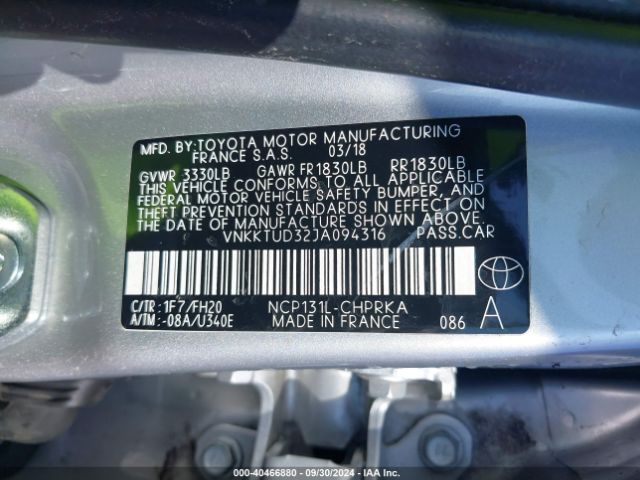 MFD. BY:TOYOTA MOTOR MANUFACTURING
FRANCE S.A.S. 03/18
GVWR 3330LB GAWR FR1830LB RR1830LB
THIS VEHICLE CONFORMS TO ALL APPLICABLE
FEDERAL MOTOR VEHICLE SAFETY, BUMPER, AND
THEFT PREVENTION STANDARDS IN EFFECT ON
THE DATE OF MANUFACTURE SHOWN ABOVE.
VNKKTUD32JA094316 PASS.CAR
C/TR: 1F7/FH20 NCP131L-CHPRKA
A/TM: -08A/U340E MADE IN FRANCE 086 A
000-40466880 - 09/30/2024 - IAA Inc.